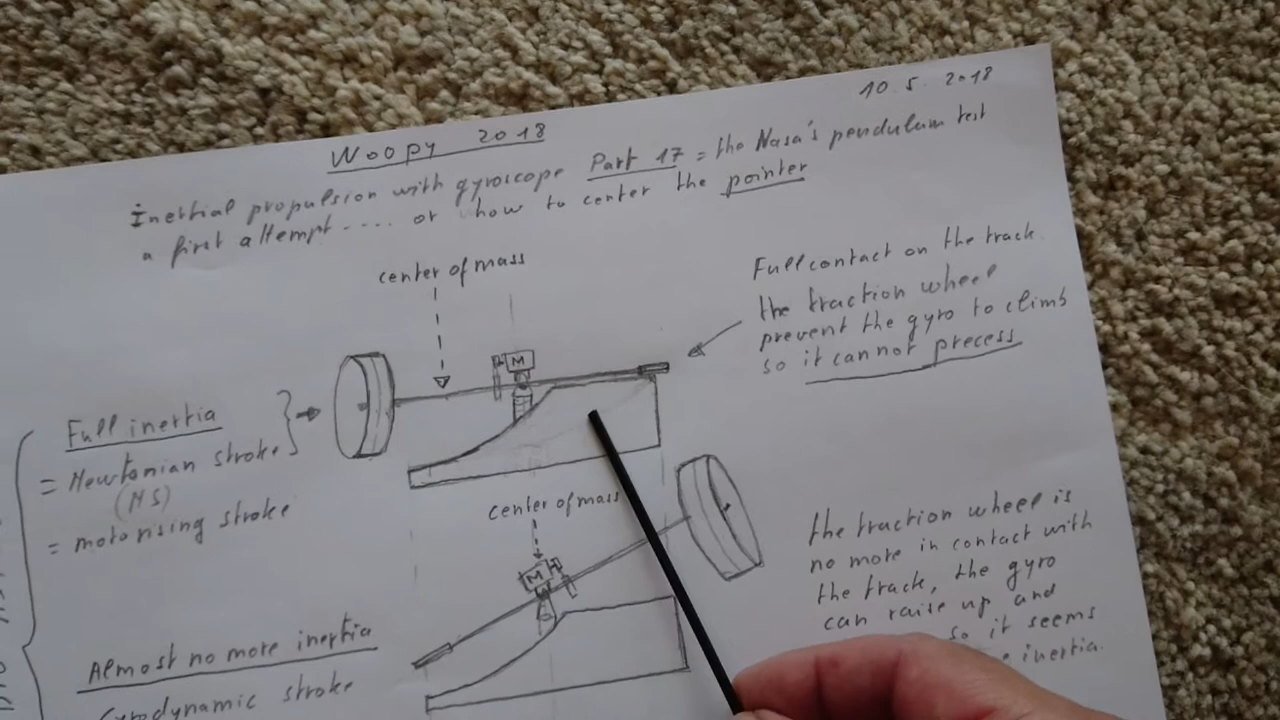 10.5.2018
Woopy 2018
Inertial propulsion with gyroscope Part 17 = the Nasa's pendulum test
a first attempt .... or how to center the pointer
center of mass
Full contact on the track.
the traction wheel
prevent the gyro to climb
so it cannot precess
M
Full inertia
= Newtonian stroke
(NS)
= motorising stroke
center of mass
M
the traction wheel is
no more in contact with
the track, the gyro
can raise up and
so it seems
inertia.
Almost no more inertia
Gyrodynamic stroke